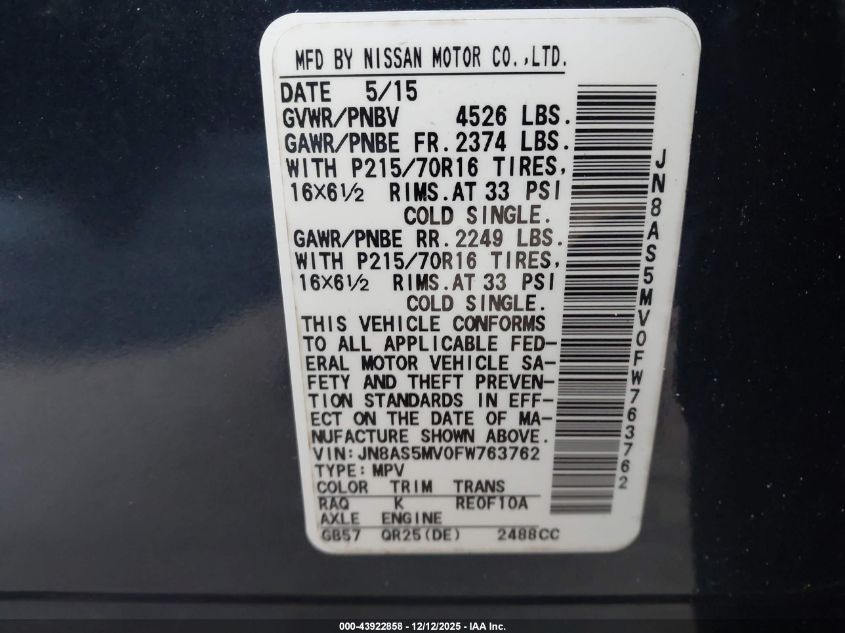 MFD BY NISSAN MOTOR CO.,LTD.
DATE 5/15
GVWR/PNBV 4526 LBS.
GAWR/PNBE FR. 2374 LBS.
WITH P215/70R16 TIRES,
16X6½ RIMS. AT 33 PSI
COLD SINGLE.
GAWR/PNBE RR. 2249 LBS.
WITH P215/70R16 TIRES,
16X6½ RIMS. AT 33 PSI
COLD SINGLE.
THIS VEHICLE CONFORMS
TO ALL APPLICABLE FED-
ERAL MOTOR VEHICLE SA-
FETY AND THEFT PREVEN-
TION STANDARDS IN EFF-
ECT ON THE DATE OF MA-
NUFACTURE SHOWN ABOVE.
VIN: JN8AS5MV0FW763762
TYPE: MPV
COLOR TRIM TRANS
RAQ K RE0F10A
AXLE ENGINE
GB57 QR25(DE) 2488CC
JN8AS5MV0FW763762
000-43922858 - 12/12/2025 - IAA Inc.